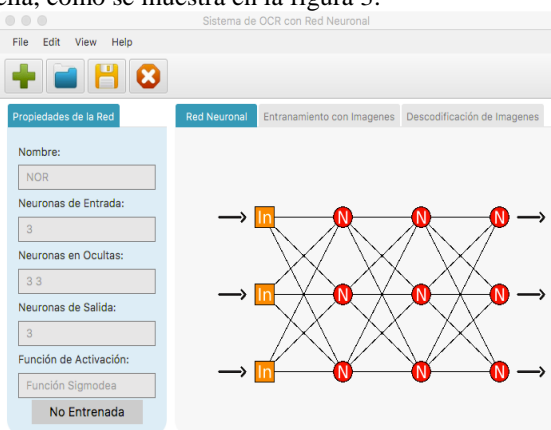 ena, como se muestra en la figura 3.
Sistema de OCR con Red Neuronal
File Edit View Help
Propiedades de la Red
Red Neuronal Entranamiento con Imagenes Descodificación de Imagenes
Nombre:
NOR
Neuronas de Entrada:
3
Neuronas en Ocultas:
3 3
Neuronas de Salida:
3
Función de Activación:
Función Sigmodea
No Entrenada
In N N N
In N N N
In N N N